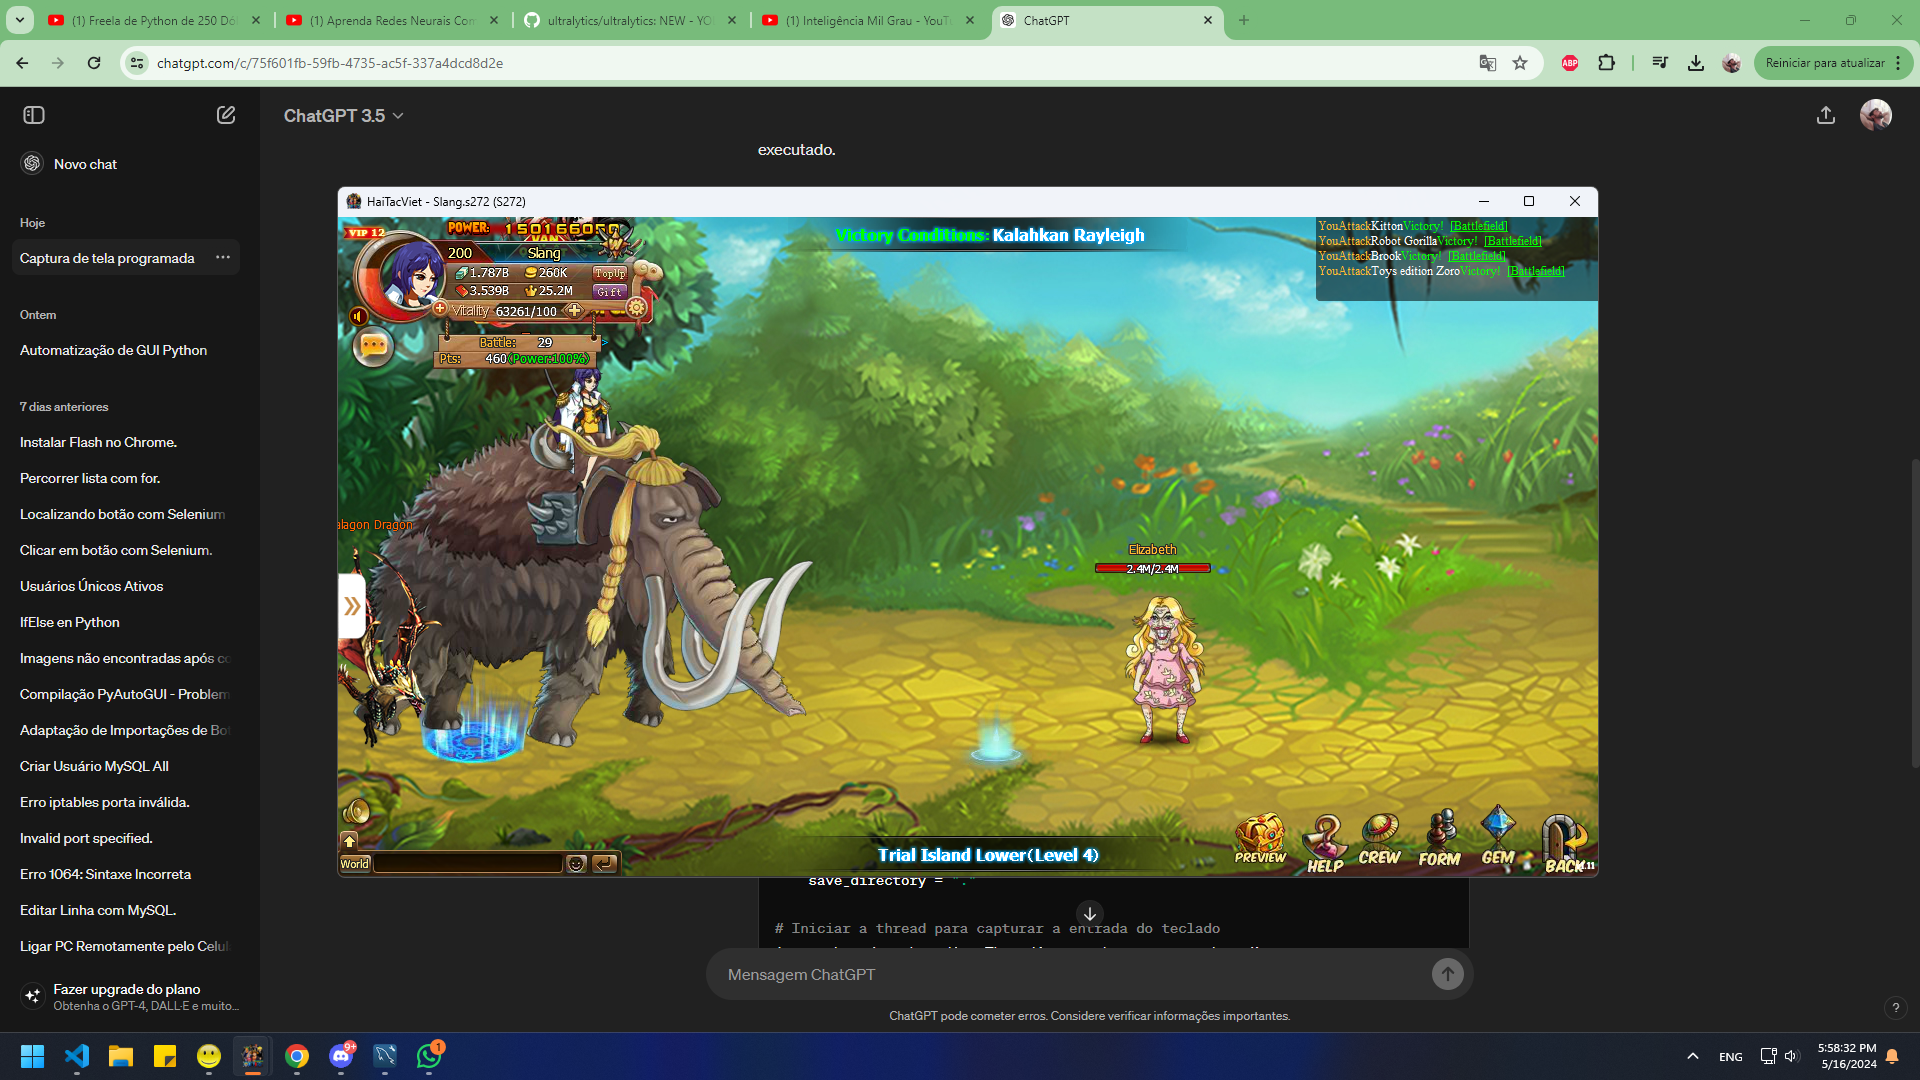 (1) Freela de Python de 250 Dó
(1) Aprenda Redes Neurais Con
ultralytics/ultralytics: NEW - YO
(1) Inteligência Mil Grau - YouTu
ChatGPT
chatgpt.com/c/75f601fb-59fb-4735-ac5f-337a4dcd8d2e
ABP
Reiniciar para atualizar
ChatGPT 3.5
Novo chat
Hoje
Captura de tela programada
Ontem
Automatização de GUI Python
7 dias anteriores
Instalar Flash no Chrome.
Percorrer lista com for.
Localizando botão com Selenium
Clicar em botão com Selenium.
Usuários Únicos Ativos
IfElse en Python
Imagens não encontradas após co
Compilação PyAutoGUI - Problem
Adaptação de Importações de Bot
Criar Usuário MySQL All
Erro iptables porta inválida.
Invalid port specified.
Erro 1064: Sintaxe Incorreta
Editar Linha com MySQL.
Ligar PC Remotamente pelo Celul
Fazer upgrade do plano
Obtenha o GPT-4, DALL·E e muito...
executado.
HaiTacViet - Slang.s272 (S272)
VIP 12
POWER: 150166050
200
Slang
1.787B
260K
TopUp
3.539B
25.2M
Gift
Vitality 63261/100
Battle: 29
Pts: 460(Power:100%)
Victory Conditions: Kalahkan Rayleigh
YouAttackKittonVictory! [Battlefield]
YouAttackRobot GorillaVictory! [Battlefield]
YouAttackBrookVictory! [Battlefield]
YouAttackToys edition ZoroVictory! [Battlefield]
alagon Dragon
Elizabeth
2.4M/2.4M
World
Trial Island Lower(Level 4)
PREVIEW
HELP
CREW
FORM
GEM
BACK
save_directory = "."
# Iniciar a thread para capturar a entrada do teclado
Mensagem ChatGPT
ChatGPT pode cometer erros. Considere verificar informações importantes.
?
9+
1
ENG
5:58:32 PM
5/16/2024